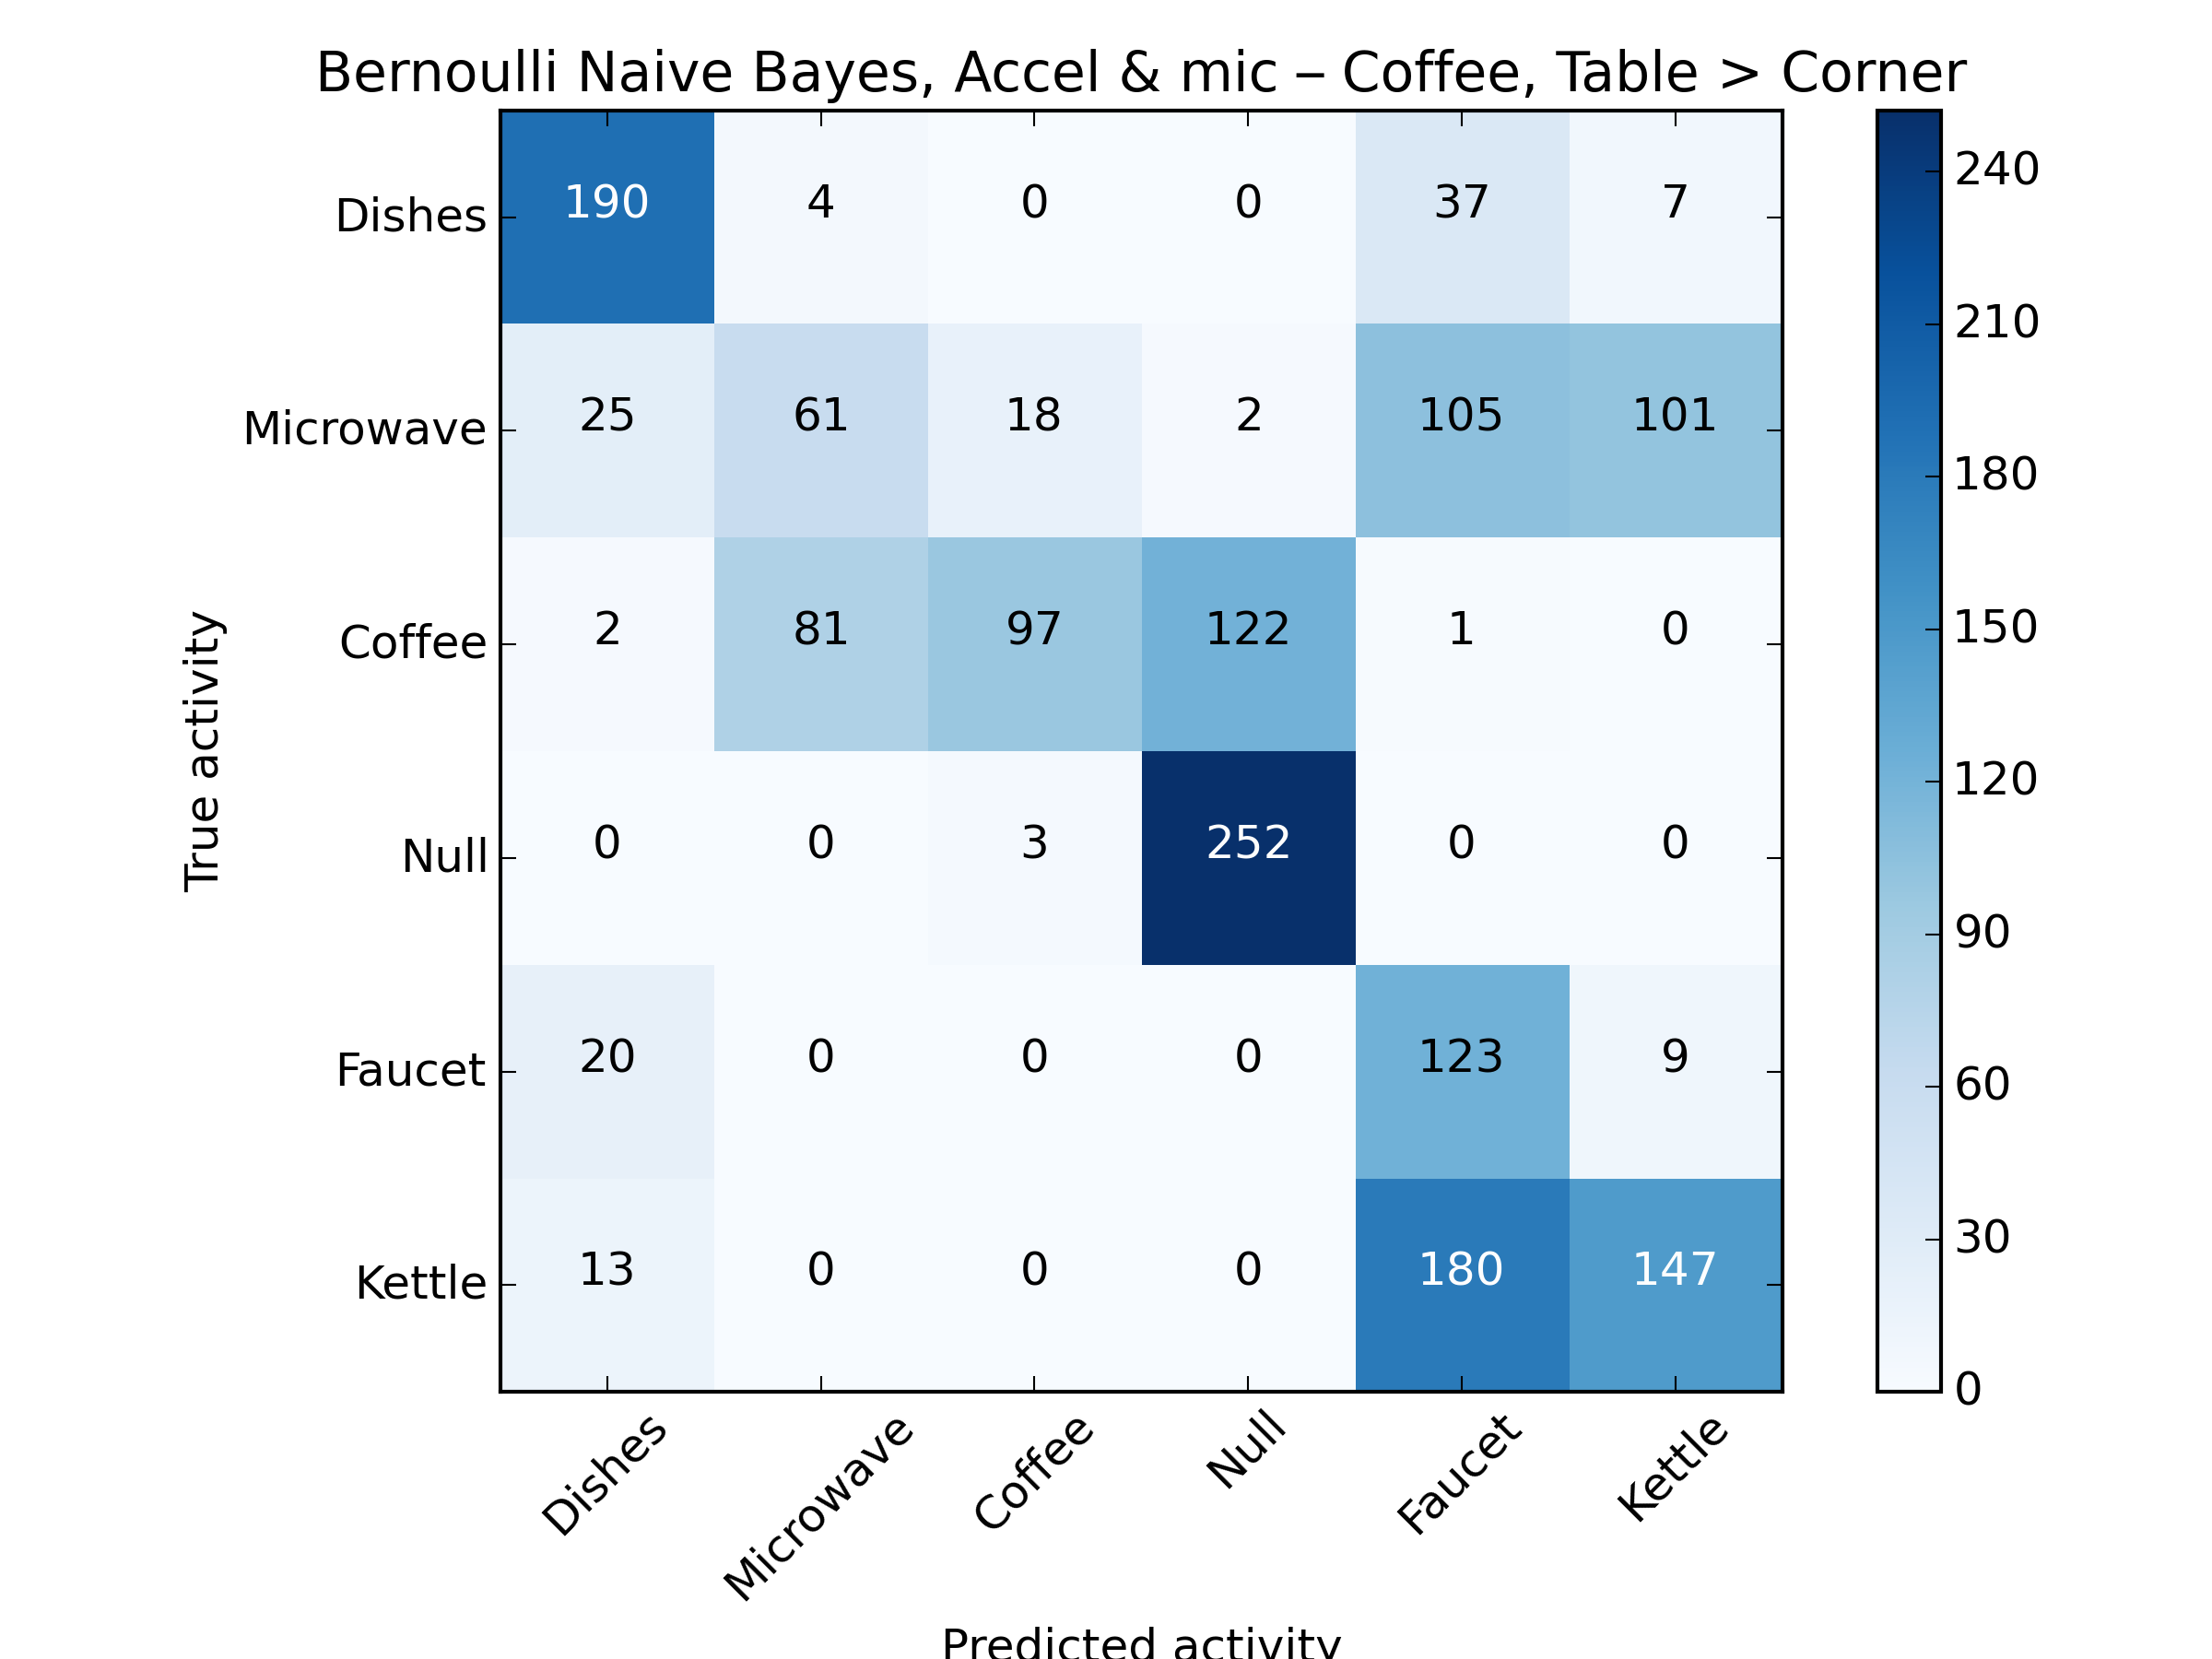 Bernoulli Naive Bayes, Accel & mic – Coffee, Table > Corner
Dishes 190 4 0 0 37 7
Microwave 25 61 18 2 105 101
Coffee 2 81 97 122 1 0
Null 0 0 3 252 0 0
Faucet 20 0 0 0 123 9
Kettle 13 0 0 0 180 147
True activity
Dishes Microwave Coffee Null Faucet Kettle
Predicted activity
240
210
180
150
120
90
60
30
0